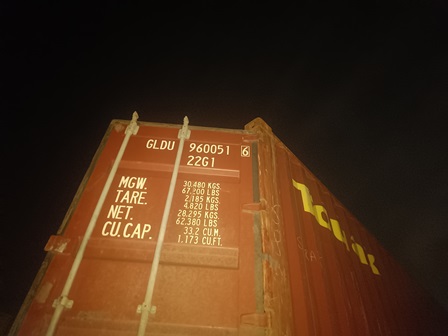 GLDU 960051 6
22G1
MGW. 30.480 KGS.
67.200 LBS
TARE. 2.185 KGS.
4.820 LBS
NET. 28.295 KGS.
62.380 LBS
CU.CAP. 33.2 CU.M.
1.173 CU.FT.